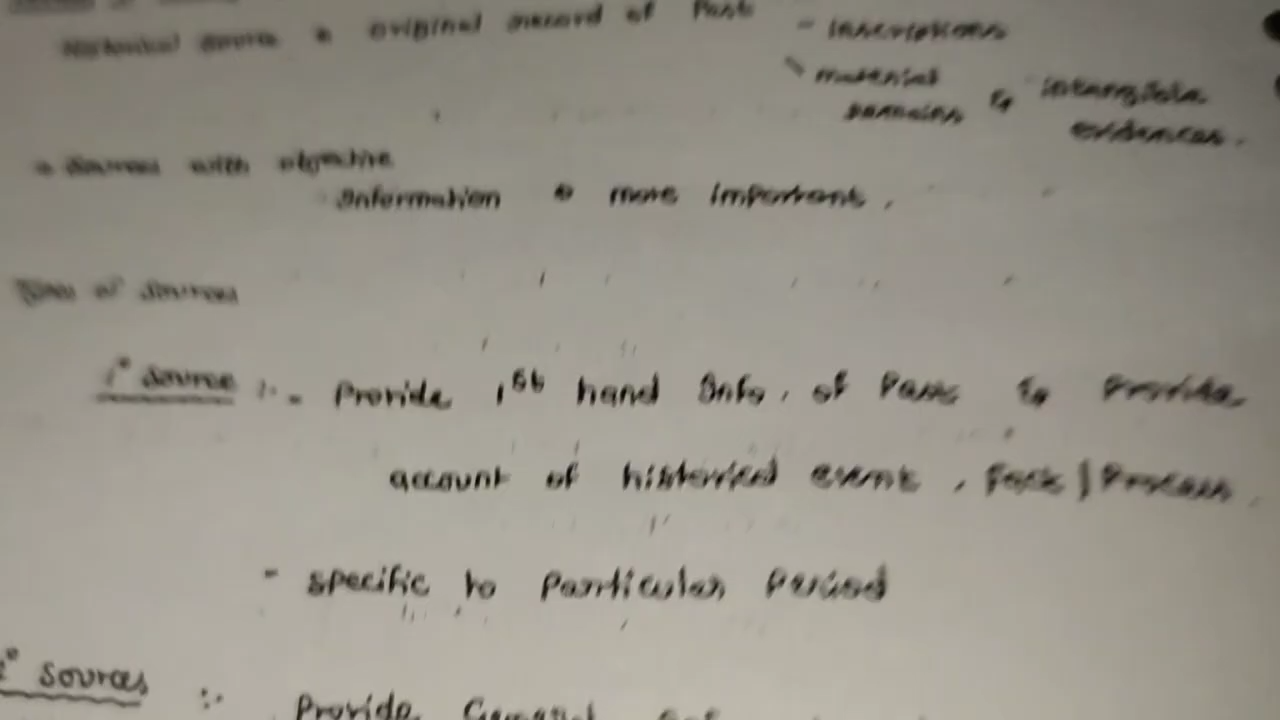 Historical source = original record of Past - inscriptions
material remains & intangible evidences.
• Sources with objective
Information is more important.
Types of sources
1° source :- - Provide 1st hand Info. of Past & Provide
account of historical event, Fact / Process.
- specific to Particular Period
° Sources :- Provide General